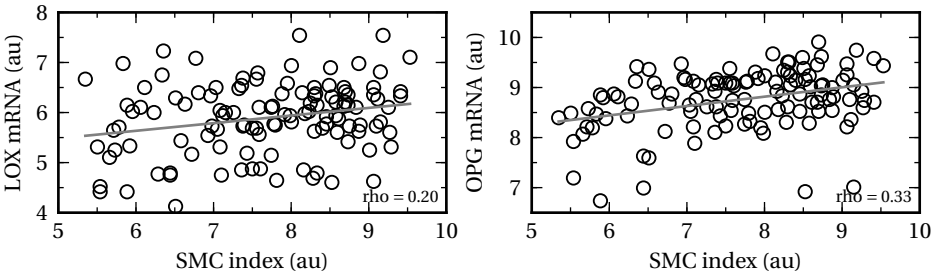 LOX mRNA (au)
8
7
6
5
4
rho = 0.20
5 6 7 8 9 10
SMC index (au)
OPG mRNA (au)
10
9
8
7
rho = 0.33
5 6 7 8 9 10
SMC index (au)